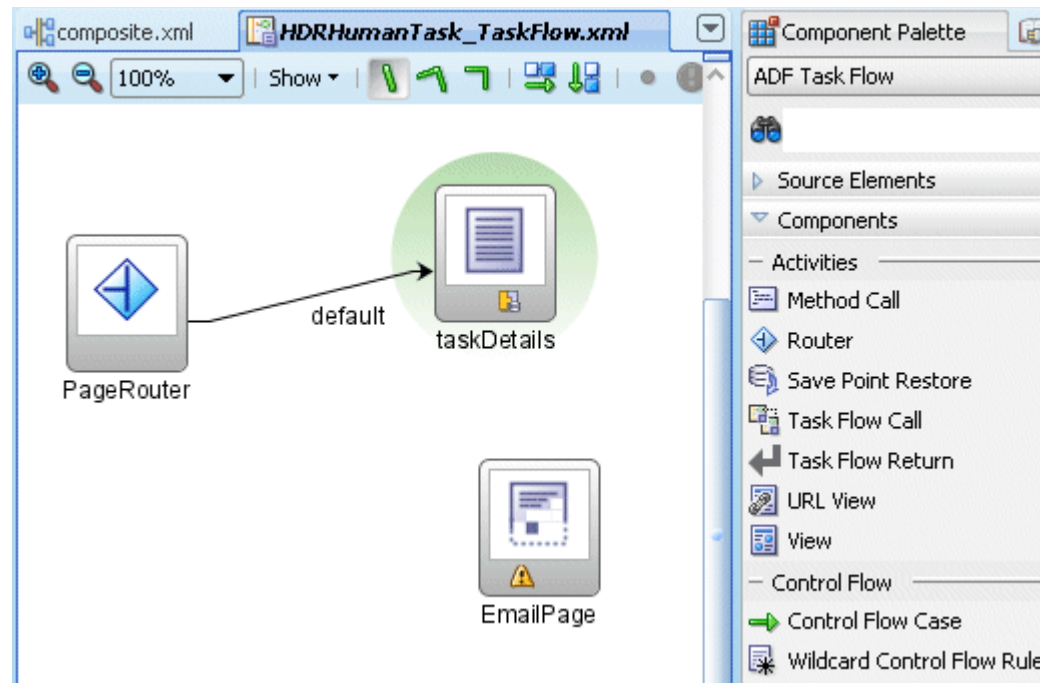 composite.xml
HDRHumanTask_TaskFlow.xml
100%
Show
default
taskDetails
PageRouter
EmailPage
Component Palette
ADF Task Flow
Source Elements
Components
Activities
Method Call
Router
Save Point Restore
Task Flow Call
Task Flow Return
URL View
View
Control Flow
Control Flow Case
Wildcard Control Flow Rule